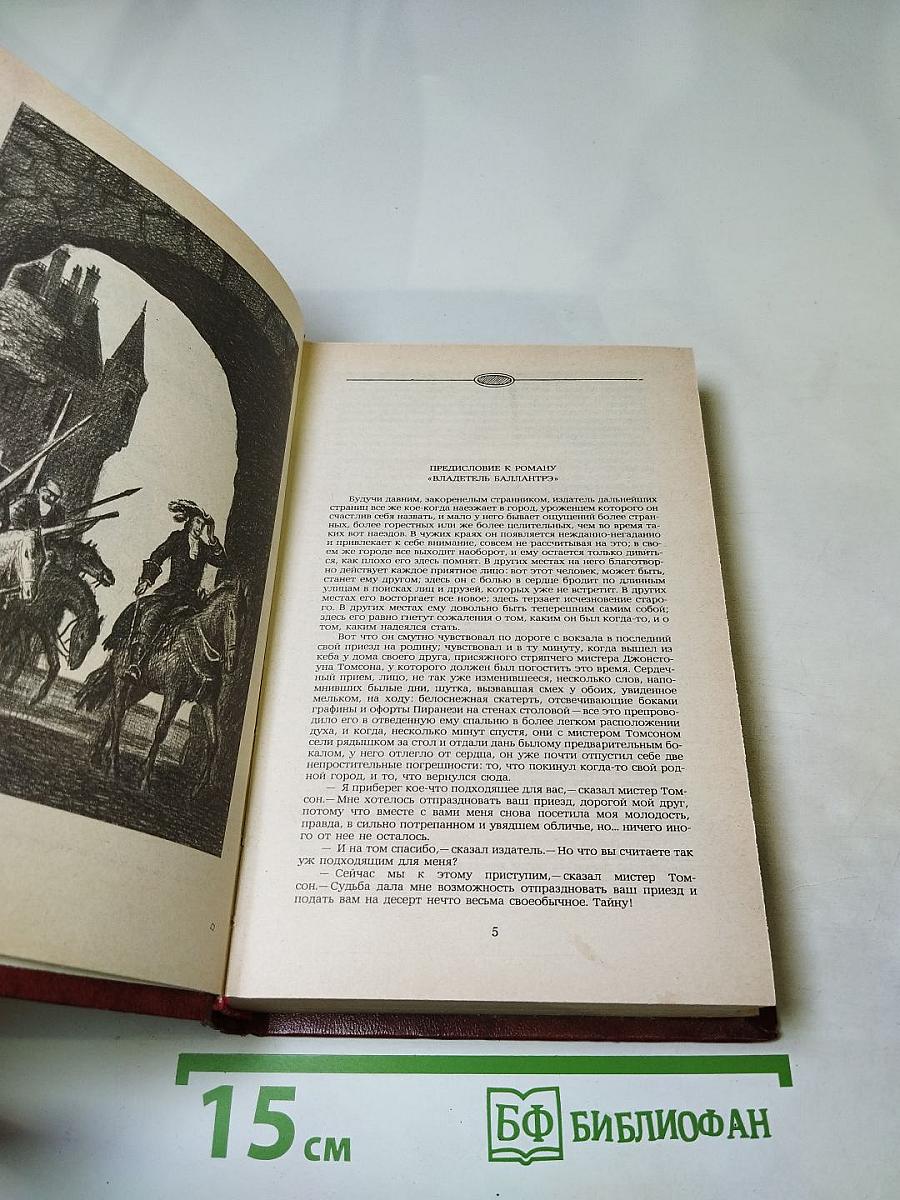 ПРЕДИСЛОВИЕ К РОМАНУ
«ВЛАДЕТЕЛЬ БАЛЛАНТРЭ»
Будучи давним, закоренелым странником, издатель дальнейших
страниц все же кое-когда наезжает в город, уроженцем которого он
счастлив себя назвать, и мало у него бывает ощущений более стран-
ных, более горестных или же более целительных, чем во время та-
ких вот наездов. В чужих краях он появляется нежданно-негаданно
и привлекает к себе внимание, совсем не рассчитывая на это; в сво-
ем же городе все выходит наоборот, и ему остается только дивить-
ся, как плохо его здесь помнят. В других местах на него благотвор-
но действует каждое приятное лицо: вот этот человек, может быть,
станет ему другом; здесь он с болью в сердце бродит по длинным
улицам в поисках лиц и друзей, которых уже не встретит. В других
местах его восторгает все новое; здесь терзает исчезновение старо-
го. В других местах ему довольно быть теперешним самим собой;
здесь его равно гнетут сожаления о том, каким он был когда-то, и о
том, каким надеялся стать.
Вот что он смутно чувствовал по дороге с вокзала в последний
свой приезд на родину; чувствовал и в ту минуту, когда вышел из
кеба у дома своего друга, присяжного стряпчего мистера Джонсто-
уна Томсона, у которого должен был погостить это время. Сердеч-
ный прием, лицо, не так уже изменившееся, несколько слов, напо-
мнивших былые дни, шутка, вызвавшая смех у обоих, увиденное
мельком, на ходу: белоснежная скатерть, отсвечивающие боками
графины и офорты Пиранези на стенах столовой — все это препрово-
дило его в отведенную ему спальню в более легком расположении
духа, и когда, несколько минут спустя, они с мистером Томсоном
сели рядышком за стол и отдали дань былому предварительным бо-
калом, у него отлегло от сердца, он уже почти отпустил себе две
непростительные погрешности: то, что покинул когда-то свой род-
ной город, и то, что вернулся сюда.
— Я приберег кое-что подходящее для вас,— сказал мистер Том-
сон.— Мне хотелось отпраздновать ваш приезд, дорогой мой друг,
потому что вместе с вами меня снова посетила моя молодость,
правда, в сильно потрепанном и увядшем обличье, но... ничего ино-
го от нее не осталось.
— И на том спасибо,— сказал издатель.— Но что вы считаете так
уж подходящим для меня?
— Сейчас мы к этому приступим,— сказал мистер Том-
сон.— Судьба дала мне возможность отпраздновать ваш приезд и
подать вам на десерт нечто весьма своеобычное. Тайну!
5
15 см
БФ БИБЛИОФАН